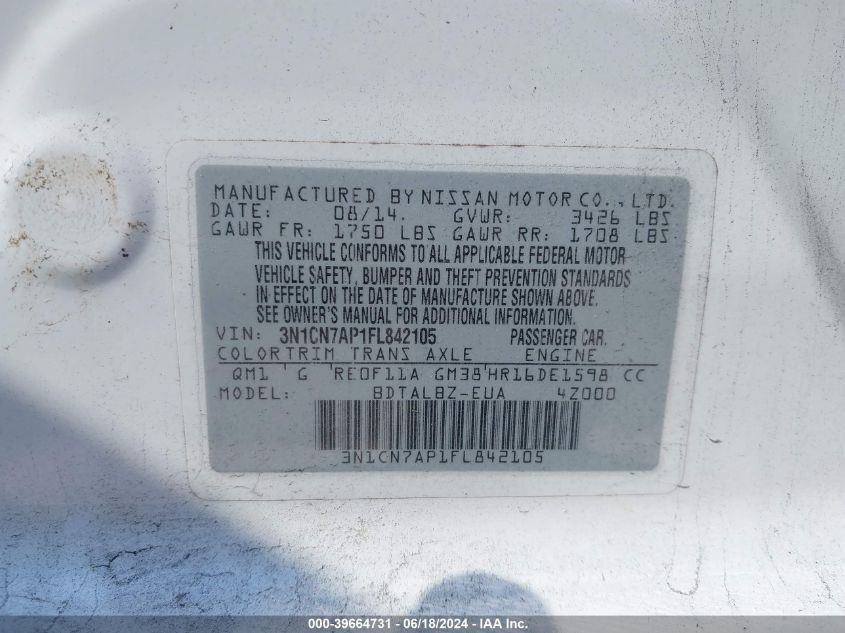 MANUFACTURED BY NISSAN MOTOR CO., LTD.
DATE: 08/14. GVWR: 3426 LBS
GAWR FR: 1750 LBS GAWR RR: 1708 LBS
THIS VEHICLE CONFORMS TO ALL APPLICABLE FEDERAL MOTOR
VEHICLE SAFETY, BUMPER AND THEFT PREVENTION STANDARDS
IN EFFECT ON THE DATE OF MANUFACTURE SHOWN ABOVE.
SEE OWNER'S MANUAL FOR ADDITIONAL INFORMATION.
VIN: 3N1CN7AP1FL842105 PASSENGER CAR.
COLOR TRIM TRANS AXLE ENGINE
QM1 G RE0F11A GM38 HR16DE1598 CC
MODEL: BDTALBZ-EUA 4Z000
3N1CN7AP1FL842105
000-39664731 - 06/18/2024 - IAA Inc.